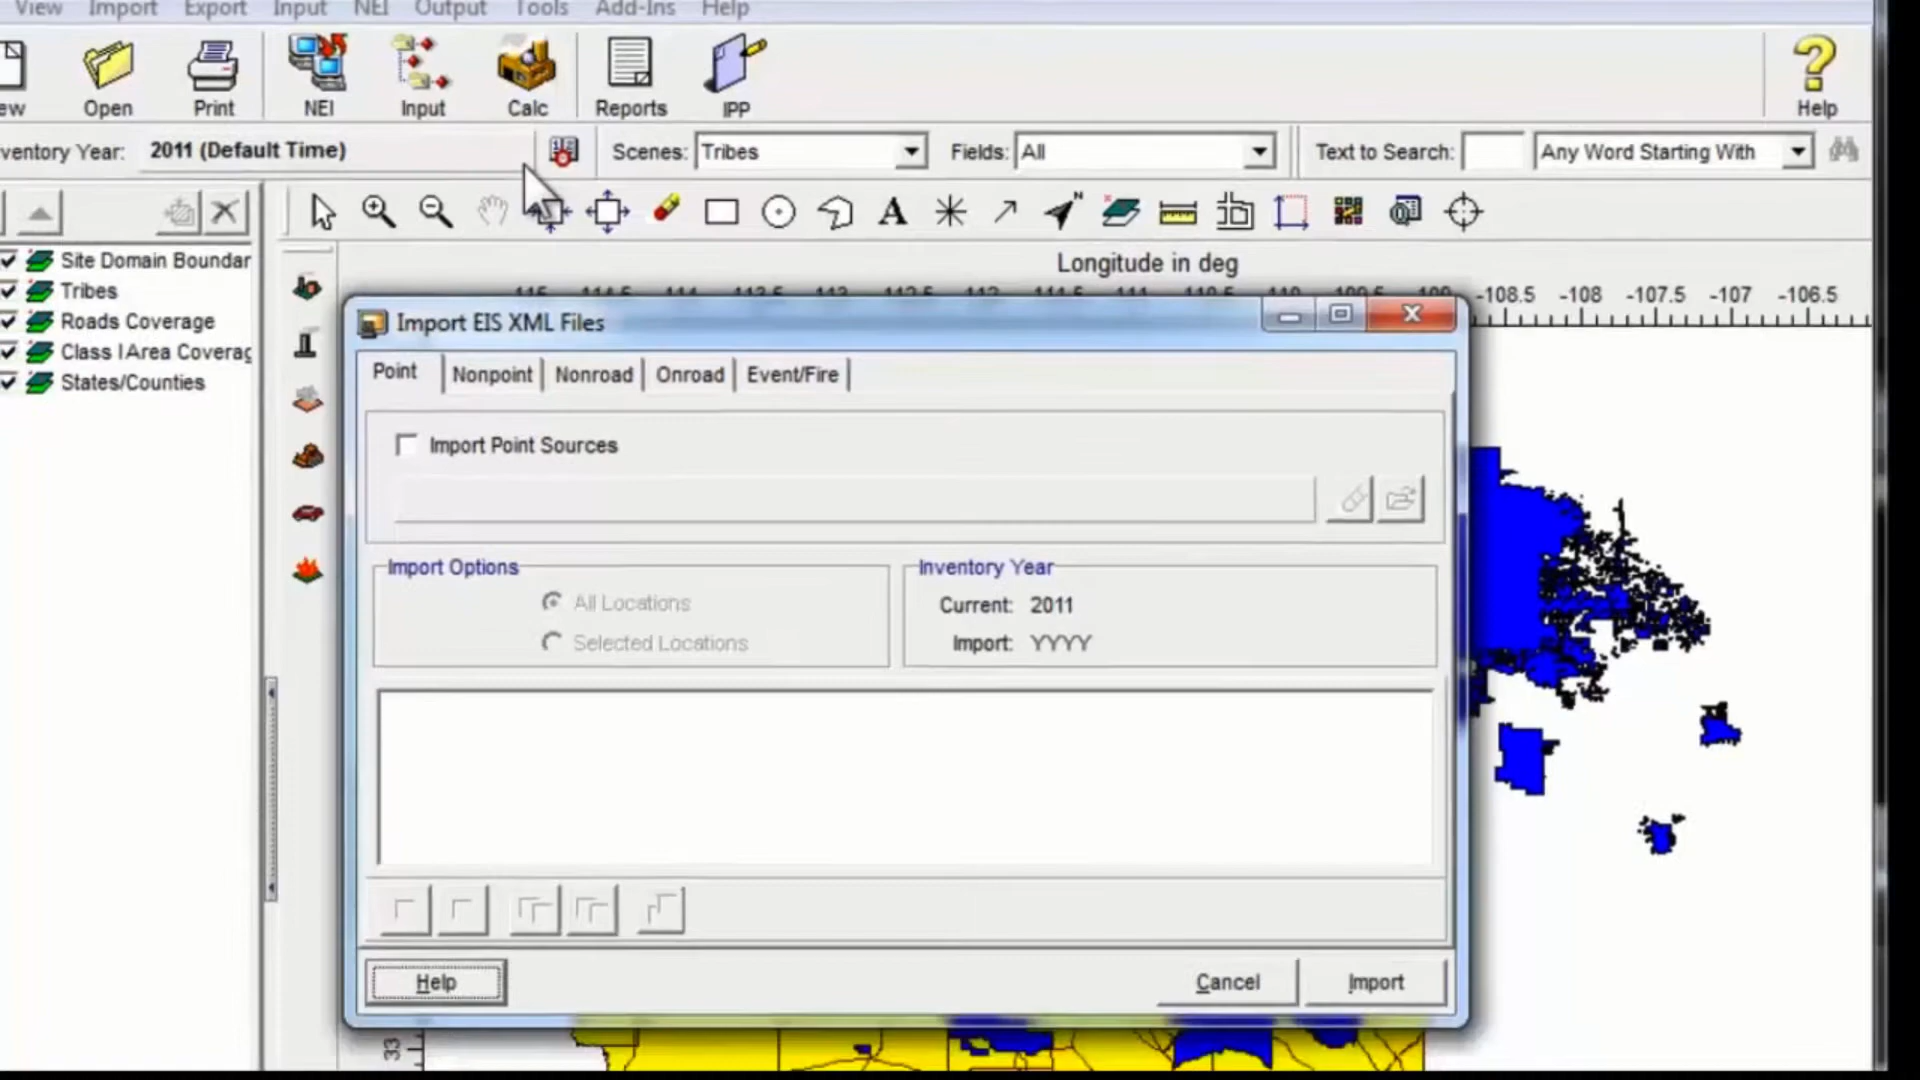 View Import Export Input NEI Output Tools Add-Ins Help
ew Open Print NEI Input Calc Reports IPP Help
ventory Year: 2011 (Default Time) Scenes: Tribes Fields: All Text to Search: Any Word Starting With
A N
Site Domain Boundar
Tribes
Roads Coverage
Class I Area Coverag
States/Counties
Longitude in deg
-108.5 -108 -107.5 -107 -106.5
Import EIS XML Files
Point Nonpoint Nonroad Onroad Event/Fire
Import Point Sources
Import Options Inventory Year
All Locations Current: 2011
Selected Locations Import: YYYY
Help Cancel Import
33